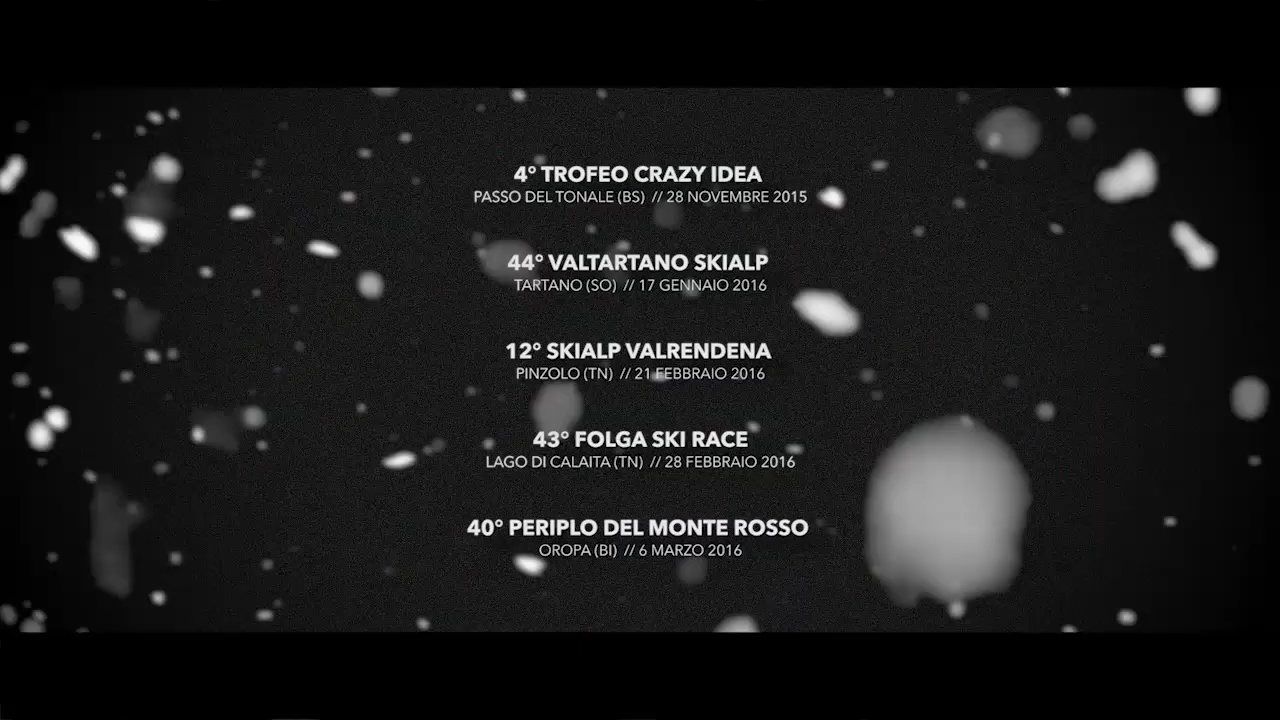 4° TROFEO CRAZY IDEA
PASSO DEL TONALE (BS) // 28 NOVEMBRE 2015
44° VALTARTANO SKIALP
TARTANO (SO) // 17 GENNAIO 2016
12° SKIALP VALRENDENA
PINZOLO (TN) // 21 FEBBRAIO 2016
43° FOLGA SKI RACE
LAGO DI CALAITA (TN) // 28 FEBBRAIO 2016
40° PERIPLO DEL MONTE ROSSO
OROPA (BI) // 6 MARZO 2016